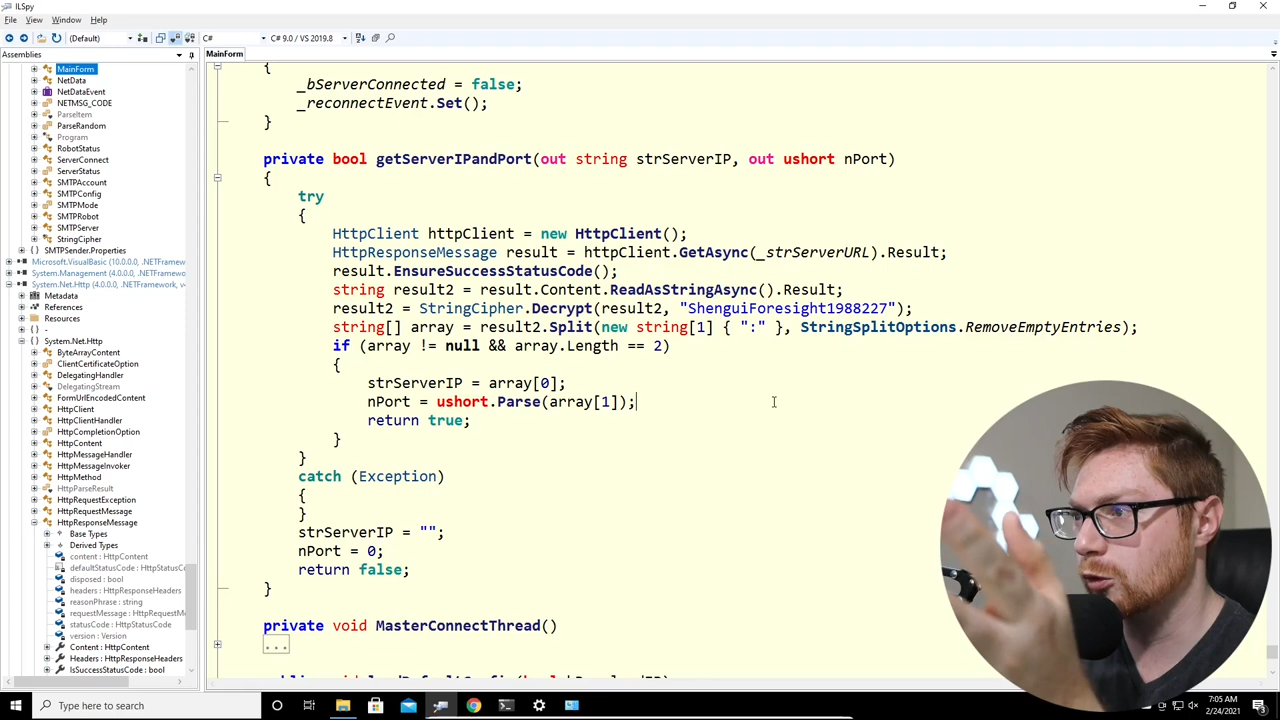 ILSpy
File View Window Help
(Default) C# C# 9.0 / VS 2019.8
Assemblies
MainForm
MainForm
NetData
NetDataEvent
NETMSG_CODE
ParseItem
ParseRandom
Program
RobotStatus
ServerConnect
ServerStatus
SMTPAccount
SMTPConfig
SMTPMode
SMTPRobot
SMTPServer
StringCipher
SMTPSender.Properties
Microsoft.VisualBasic (10.0.0.0, .NETFramewo
System.Management (4.0.0.0, .NETFramewo
System.Net.Http (4.0.0.0, .NETFramework, v
Metadata
References
Resources
-
System.Net.Http
ByteArrayContent
ClientCertificateOption
DelegatingHandler
DelegatingStream
FormUrlEncodedContent
HttpClient
HttpClientHandler
HttpCompletionOption
HttpContent
HttpMessageHandler
HttpMessageInvoker
HttpMethod
HttpParseResult
HttpRequestException
HttpRequestMessage
HttpResponseMessage
Base Types
Derived Types
content : HttpContent
defaultStatusCode : HttpStatusCo
disposed : bool
headers : HttpResponseHeaders
reasonPhrase : string
requestMessage : HttpRequestM
statusCode : HttpStatusCode
version : Version
Content : HttpContent
Headers : HttpResponseHeaders
IsSuccessStatusCode : bool
{
_bServerConnected = false;
_reconnectEvent.Set();
}
private bool getServerIPandPort(out string strServerIP, out ushort nPort)
{
try
{
HttpClient httpClient = new HttpClient();
HttpResponseMessage result = httpClient.GetAsync(_strServerURL).Result;
result.EnsureSuccessStatusCode();
string result2 = result.Content.ReadAsStringAsync().Result;
result2 = StringCipher.Decrypt(result2, "ShenguiForesight1988227");
string[] array = result2.Split(new string[1] { ":" }, StringSplitOptions.RemoveEmptyEntries);
if (array != null && array.Length == 2)
{
strServerIP = array[0];
nPort = ushort.Parse(array[1]);
return true;
}
}
catch (Exception)
{
}
strServerIP = "";
nPort = 0;
return false;
}
private void MasterConnectThread()
...
Type here to search
7:05 AM
2/24/2021